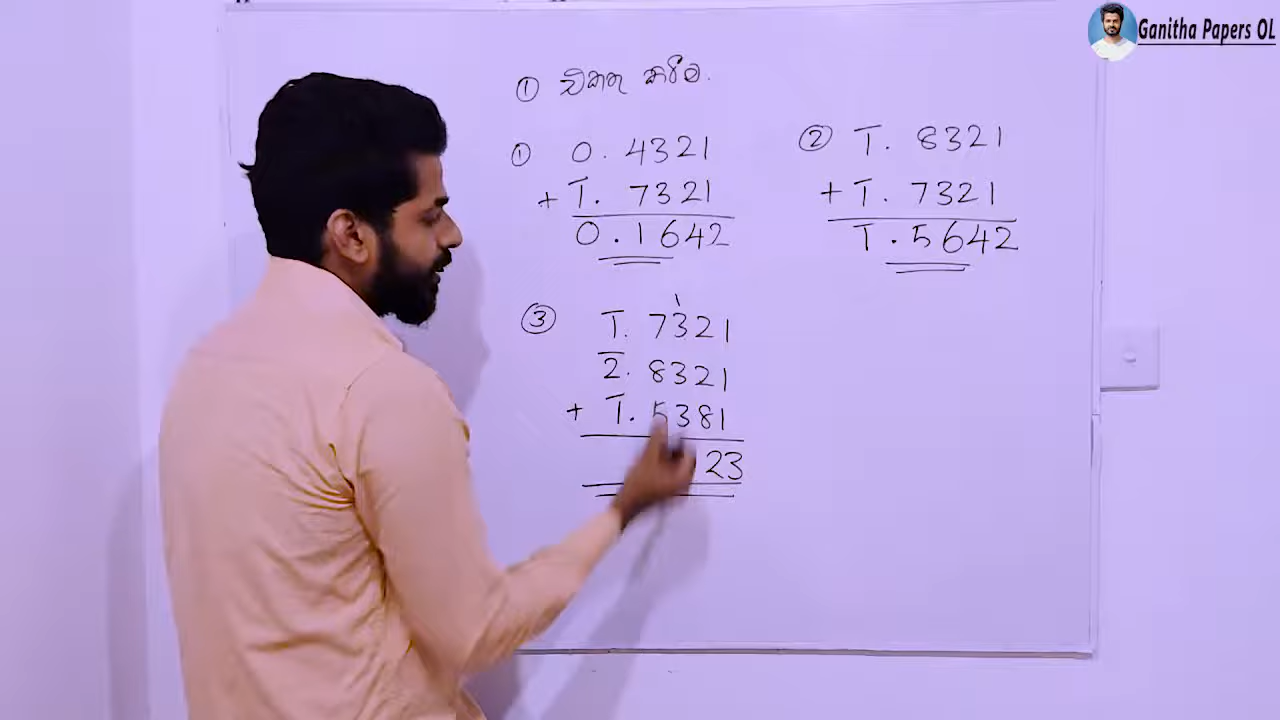 Ganitha Papers OL
① එකතු කිරීම.
① 0. 4321
+ 1̅. 7321
0.1642
② 1̅. 8321
+ 1̅. 7321
1̅.5642
③ 1̅. 7321
1
2̅. 8321
+ 1̅. 5381
23